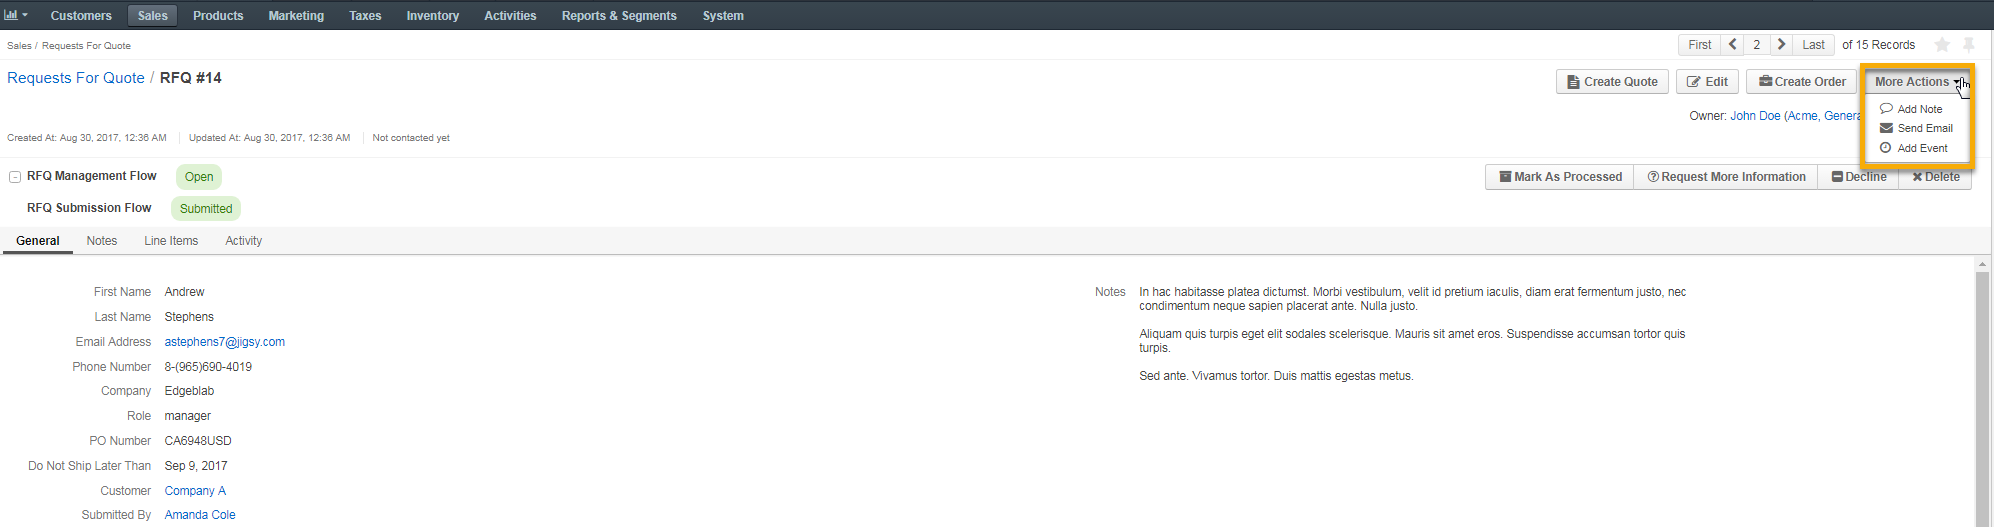 Customers Sales Products Marketing Taxes Inventory Activities Reports & Segments System
Sales / Requests For Quote
First 2 Last of 15 Records
Requests For Quote / RFQ #14
Create Quote Edit Create Order More Actions
Add Note
Send Email
Add Event
Owner: John Doe (Acme, Genera
Created At: Aug 30, 2017, 12:36 AM Updated At: Aug 30, 2017, 12:36 AM Not contacted yet
RFQ Management Flow Open
Mark As Processed Request More Information Decline Delete
RFQ Submission Flow Submitted
General Notes Line Items Activity
First Name Andrew
Last Name Stephens
Email Address astephens7@jigsy.com
Phone Number 8-(965)690-4019
Company Edgeblab
Role manager
PO Number CA6948USD
Do Not Ship Later Than Sep 9, 2017
Customer Company A
Submitted By Amanda Cole
Notes In hac habitasse platea dictumst. Morbi vestibulum, velit id pretium iaculis, diam erat fermentum justo, nec
condimentum neque sapien placerat ante. Nulla justo.
Aliquam quis turpis eget elit sodales scelerisque. Mauris sit amet eros. Suspendisse accumsan tortor quis
turpis.
Sed ante. Vivamus tortor. Duis mattis egestas metus.